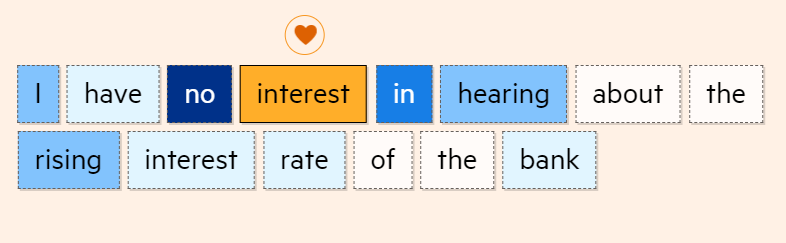 I have no interest in hearing about the
rising interest rate of the bank